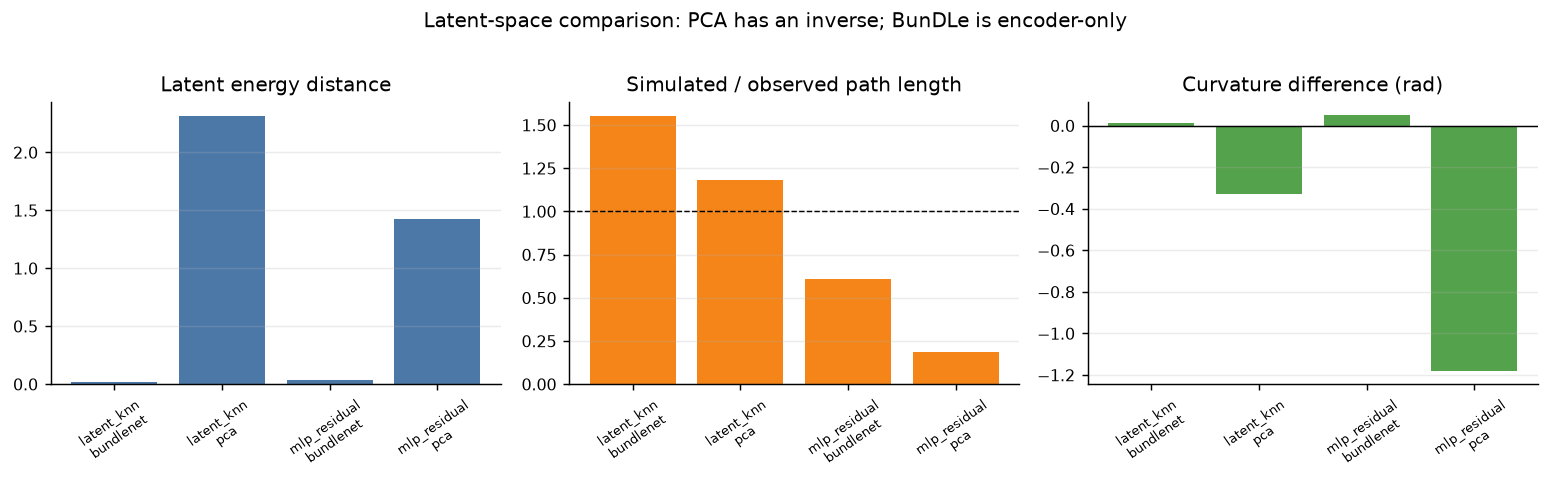 Latent-space comparison: PCA has an inverse; BunDLe is encoder-only
Latent energy distance
2.0
1.5
1.0
0.5
0.0
latent_knn
bundlenet
latent_knn
pca
mlp_residual
bundlenet
mlp_residual
pca
Simulated / observed path length
1.50
1.25
1.00
0.75
0.50
0.25
0.00
latent_knn
bundlenet
latent_knn
pca
mlp_residual
bundlenet
mlp_residual
pca
Curvature difference (rad)
0.0
−0.2
−0.4
−0.6
−0.8
−1.0
−1.2
latent_knn
bundlenet
latent_knn
pca
mlp_residual
bundlenet
mlp_residual
pca